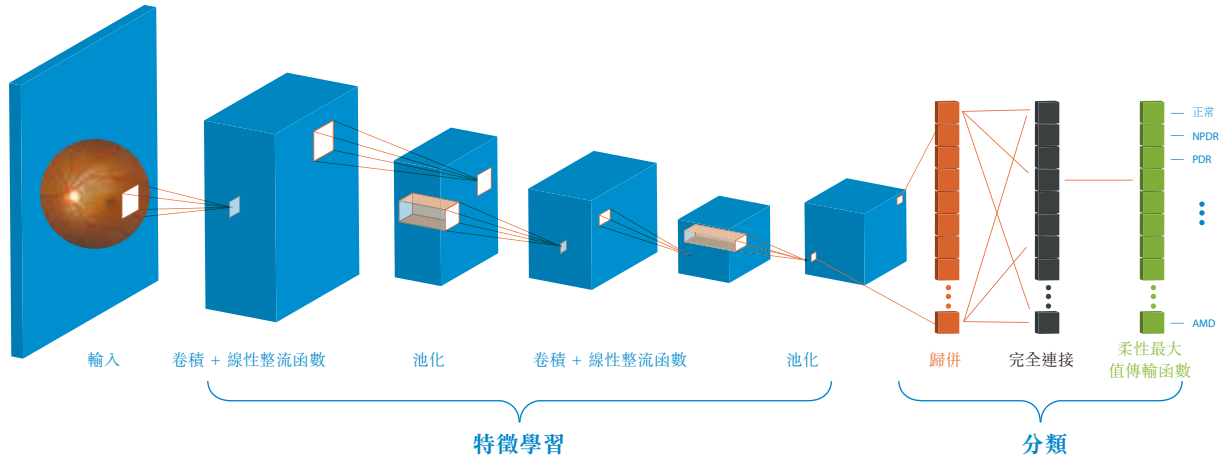 正常
NPDR
PDR
AMD
輸入
卷積 + 線性整流函數
池化
卷積 + 線性整流函數
池化
歸併
完全連接
柔性最大
值傳輸函數
特徵學習
分類